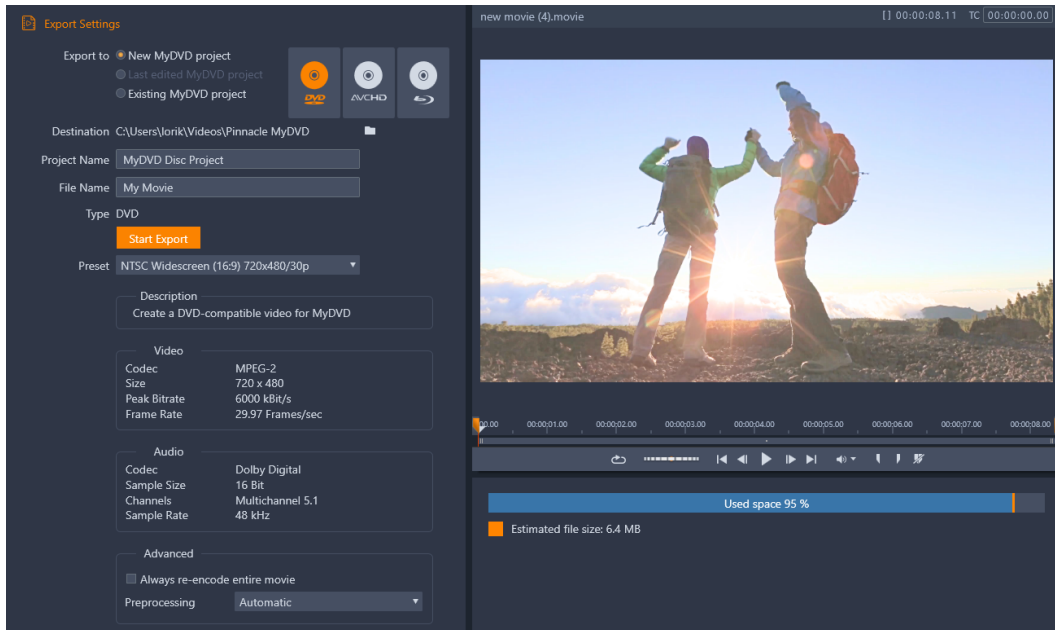 Export Settings
Export to
New MyDVD project
Last edited MyDVD project
Existing MyDVD project
DVD
AVCHD
Destination C:\Users\lorik\Videos\Pinnacle MyDVD
Project Name MyDVD Disc Project
File Name My Movie
Type DVD
Start Export
Preset NTSC Widescreen (16:9) 720x480/30p
Description
Create a DVD-compatible video for MyDVD
Video
Codec MPEG-2
Size 720 x 480
Peak Bitrate 6000 kBit/s
Frame Rate 29.97 Frames/sec
Audio
Codec Dolby Digital
Sample Size 16 Bit
Channels Multichannel 5.1
Sample Rate 48 kHz
Advanced
Always re-encode entire movie
Preprocessing Automatic
new movie (4).movie
[] 00:00:08.11 TC 00:00:00.00
00:00:01.00 00:00:02.00 00:00:03.00 00:00:04.00 00:00:05.00 00:00:06.00 00:00:07.00 00:00:08.00
Used space 95 %
Estimated file size: 6.4 MB